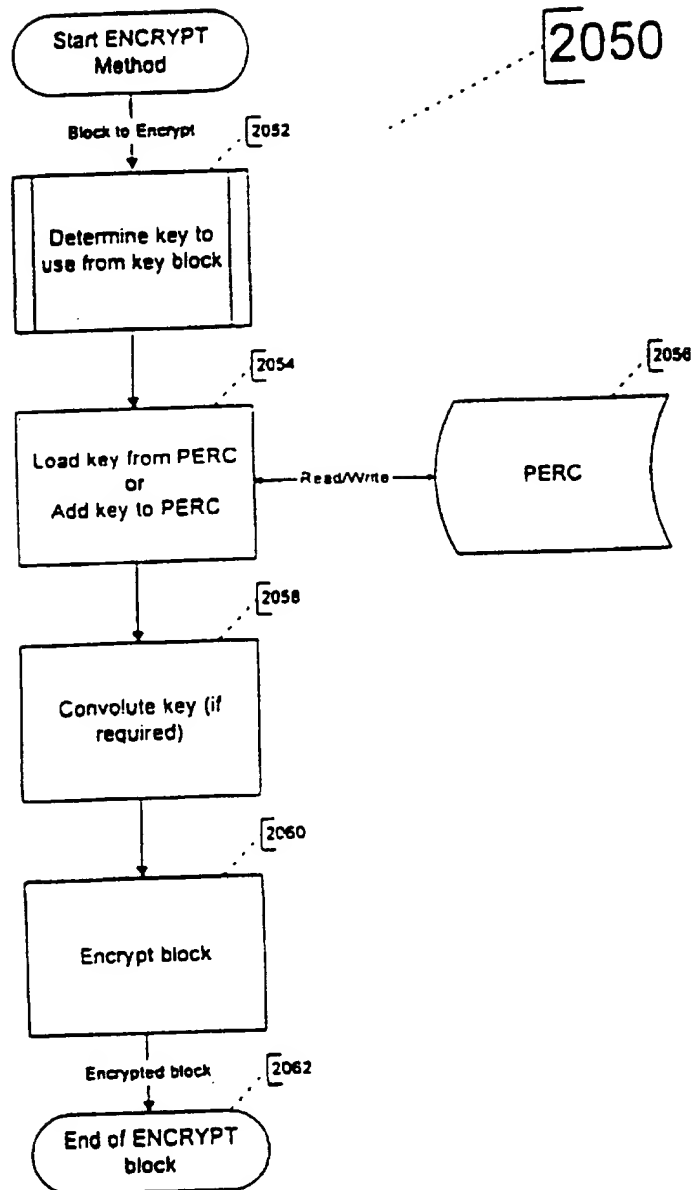 Start ENCRYPT
Method
2050
Block to Encrypt
2052
Determine key to
use from key block
2054
2056
Load key from PERC
or
Add key to PERC
Read/Write
PERC
2058
Convolute key (if
required)
2060
Encrypt block
Encrypted block
2062
End of ENCRYPT
block